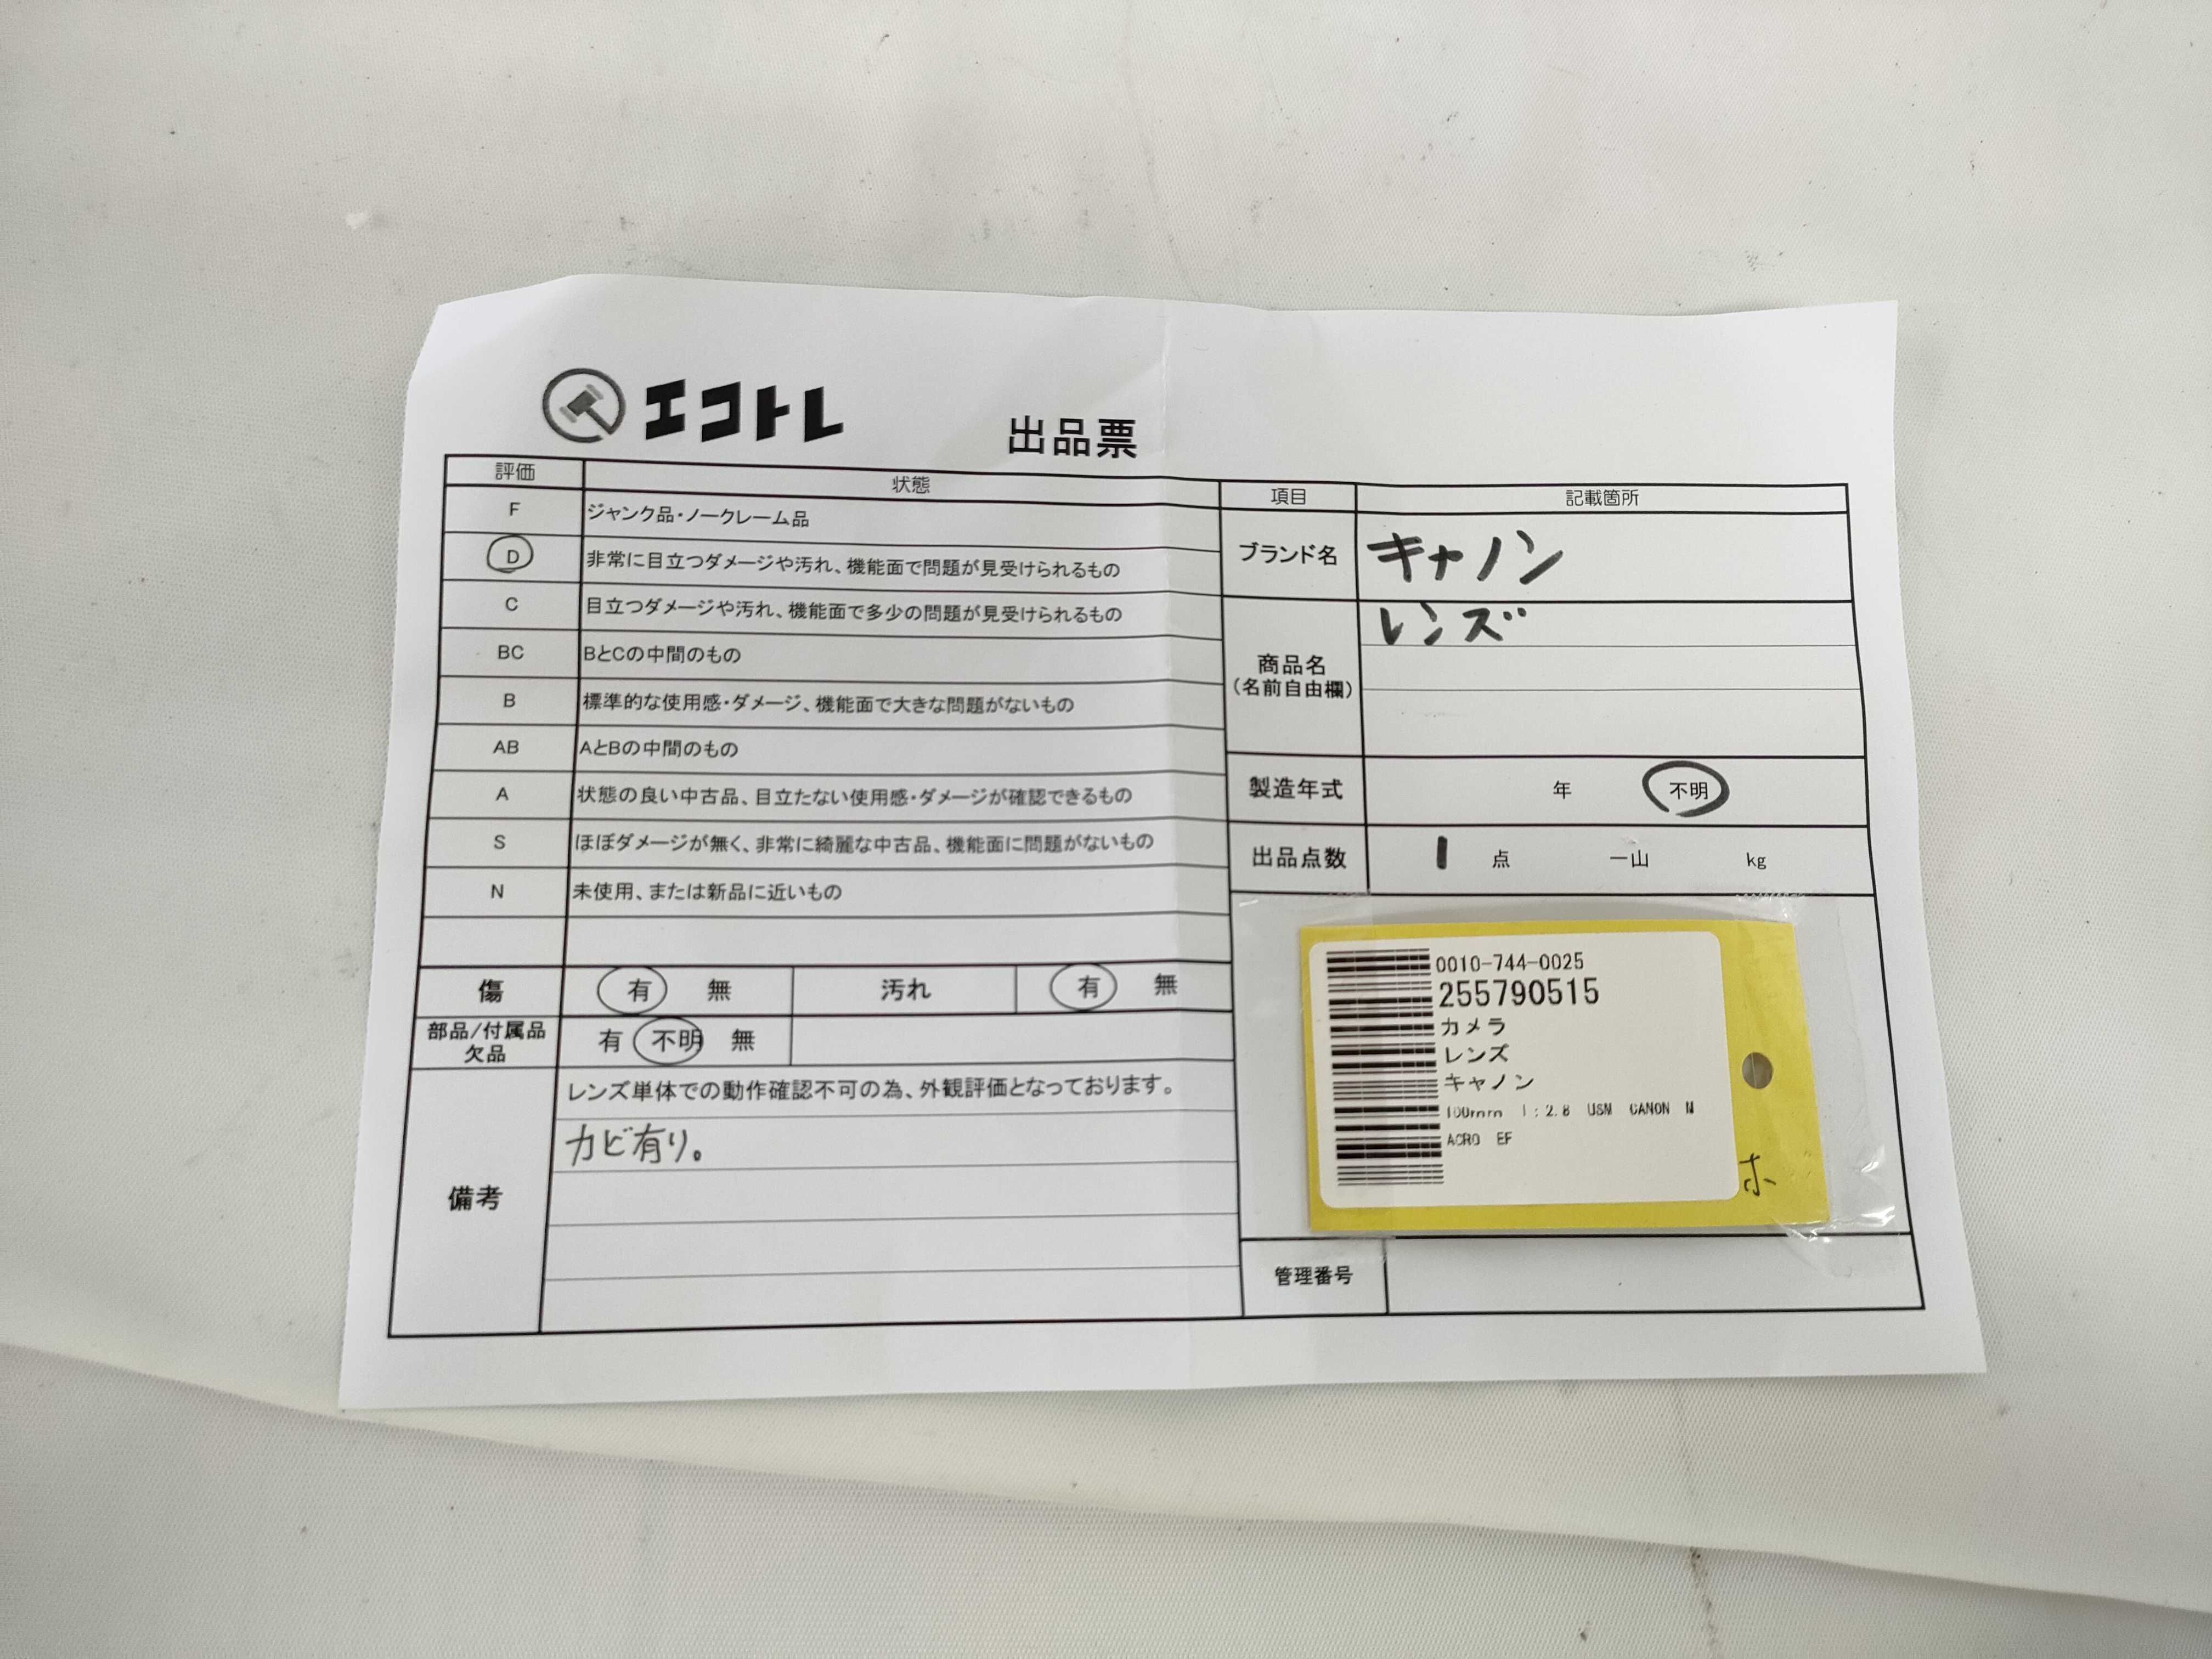 エコトレ
出品票
評価 状態
F ジャンク品・ノークレーム品
D 非常に目立つダメージや汚れ、機能面で問題が見受けられるもの
C 目立つダメージや汚れ、機能面で多少の問題が見受けられるもの
BC BとCの中間のもの
B 標準的な使用感・ダメージ、機能面で大きな問題がないもの
AB AとBの中間のもの
A 状態の良い中古品、目立たない使用感・ダメージが確認できるもの
S ほぼダメージが無く、非常に綺麗な中古品、機能面に問題がないもの
N 未使用、または新品に近いもの
傷 有 無 汚れ 有 無
部品/付属品
欠品
有 不明 無
備考
レンズ単体での動作確認不可の為、外観評価となっております。
カビ有り。
項目 記載箇所
ブランド名 キャノン
商品名
(名前自由欄)
レンズ
製造年式 年 不明
出品点数 1 点 一山 kg
0010-744-0025
255790515
カメラ
レンズ
キャノン
100mm 1:2.8 USM CANON M
ACRO EF
ホ
管理番号